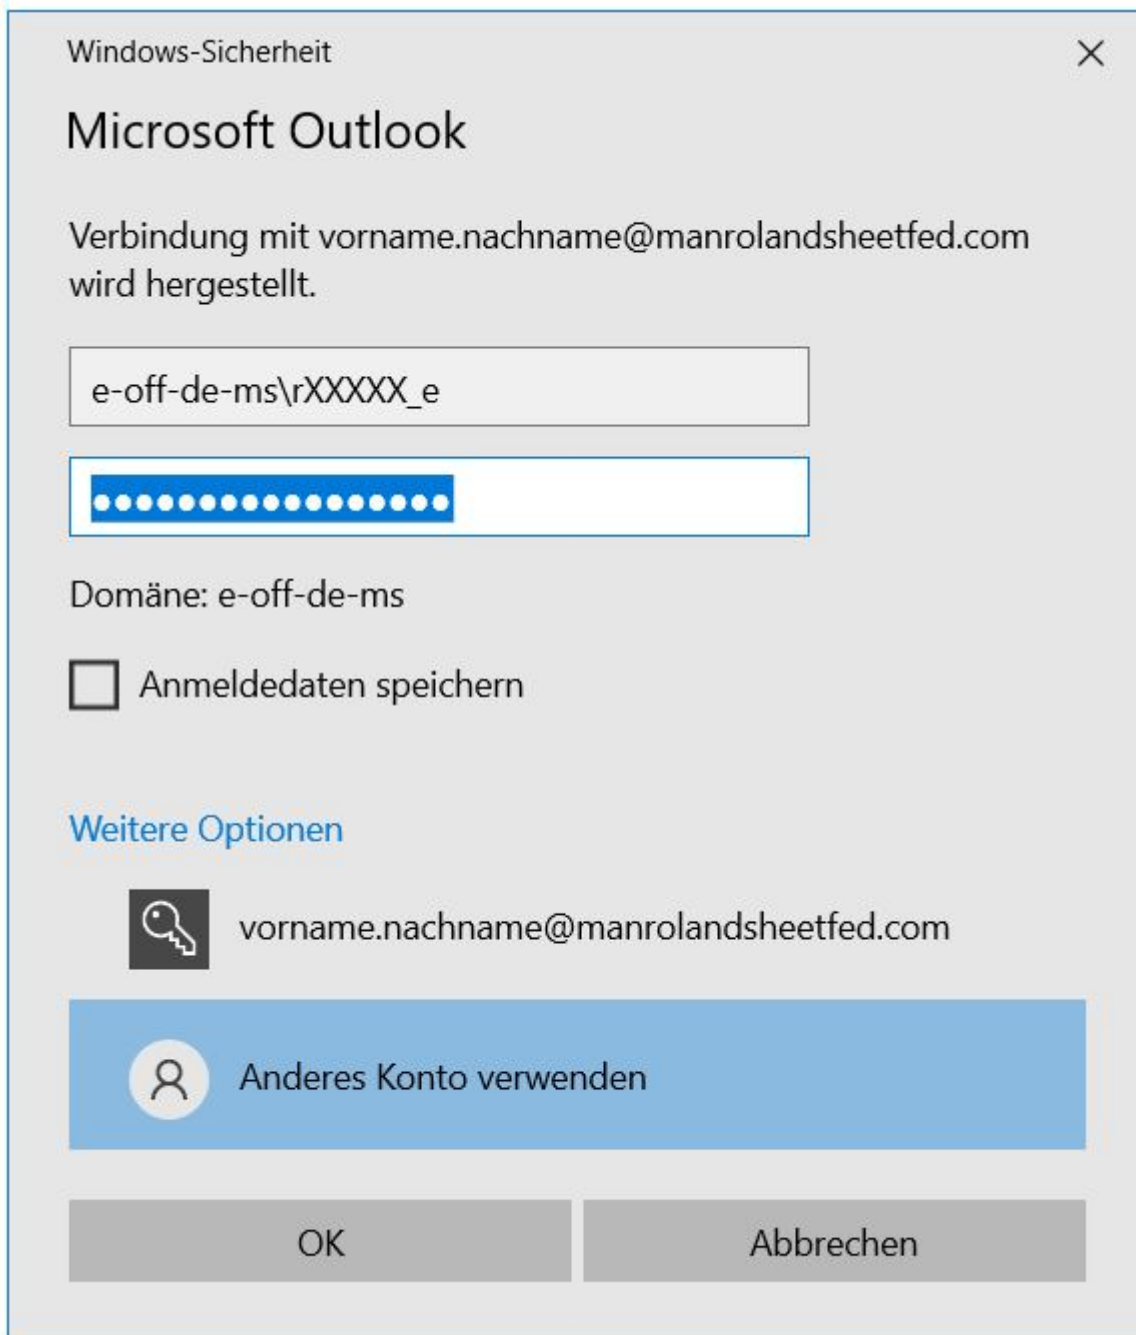 Windows-Sicherheit
Microsoft Outlook
Verbindung mit vorname.nachname@manrolandsheetfed.com
wird hergestellt.
e-off-de-ms\rXXXXX_e
•••••••••••••••••
Domäne: e-off-de-ms
Anmeldedaten speichern
Weitere Optionen
vorname.nachname@manrolandsheetfed.com
Anderes Konto verwenden
OK
Abbrechen